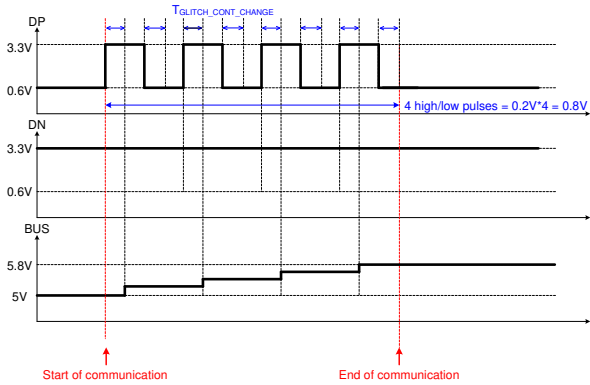 T_GLITCH_CONT_CHANGE
DP
3.3V
0.6V
4 high/low pulses = 0.2V*4 = 0.8V
DN
3.3V
0.6V
BUS
5.8V
5V
Start of communication
End of communication